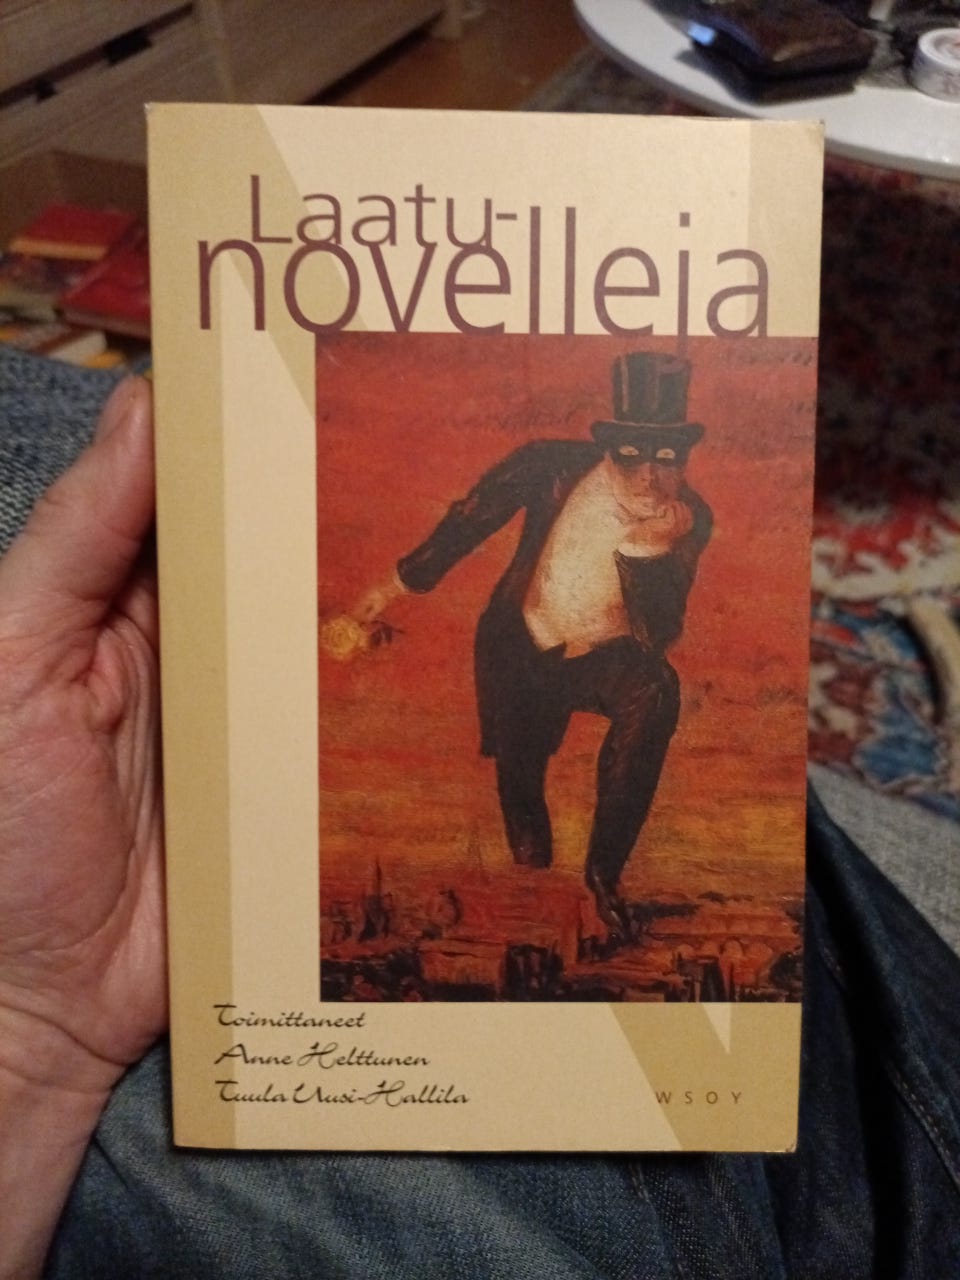 Laatu-
novelleja
Toimittaneet
Anne Helttunen
Tuula Uusi-Hallila
WSOY